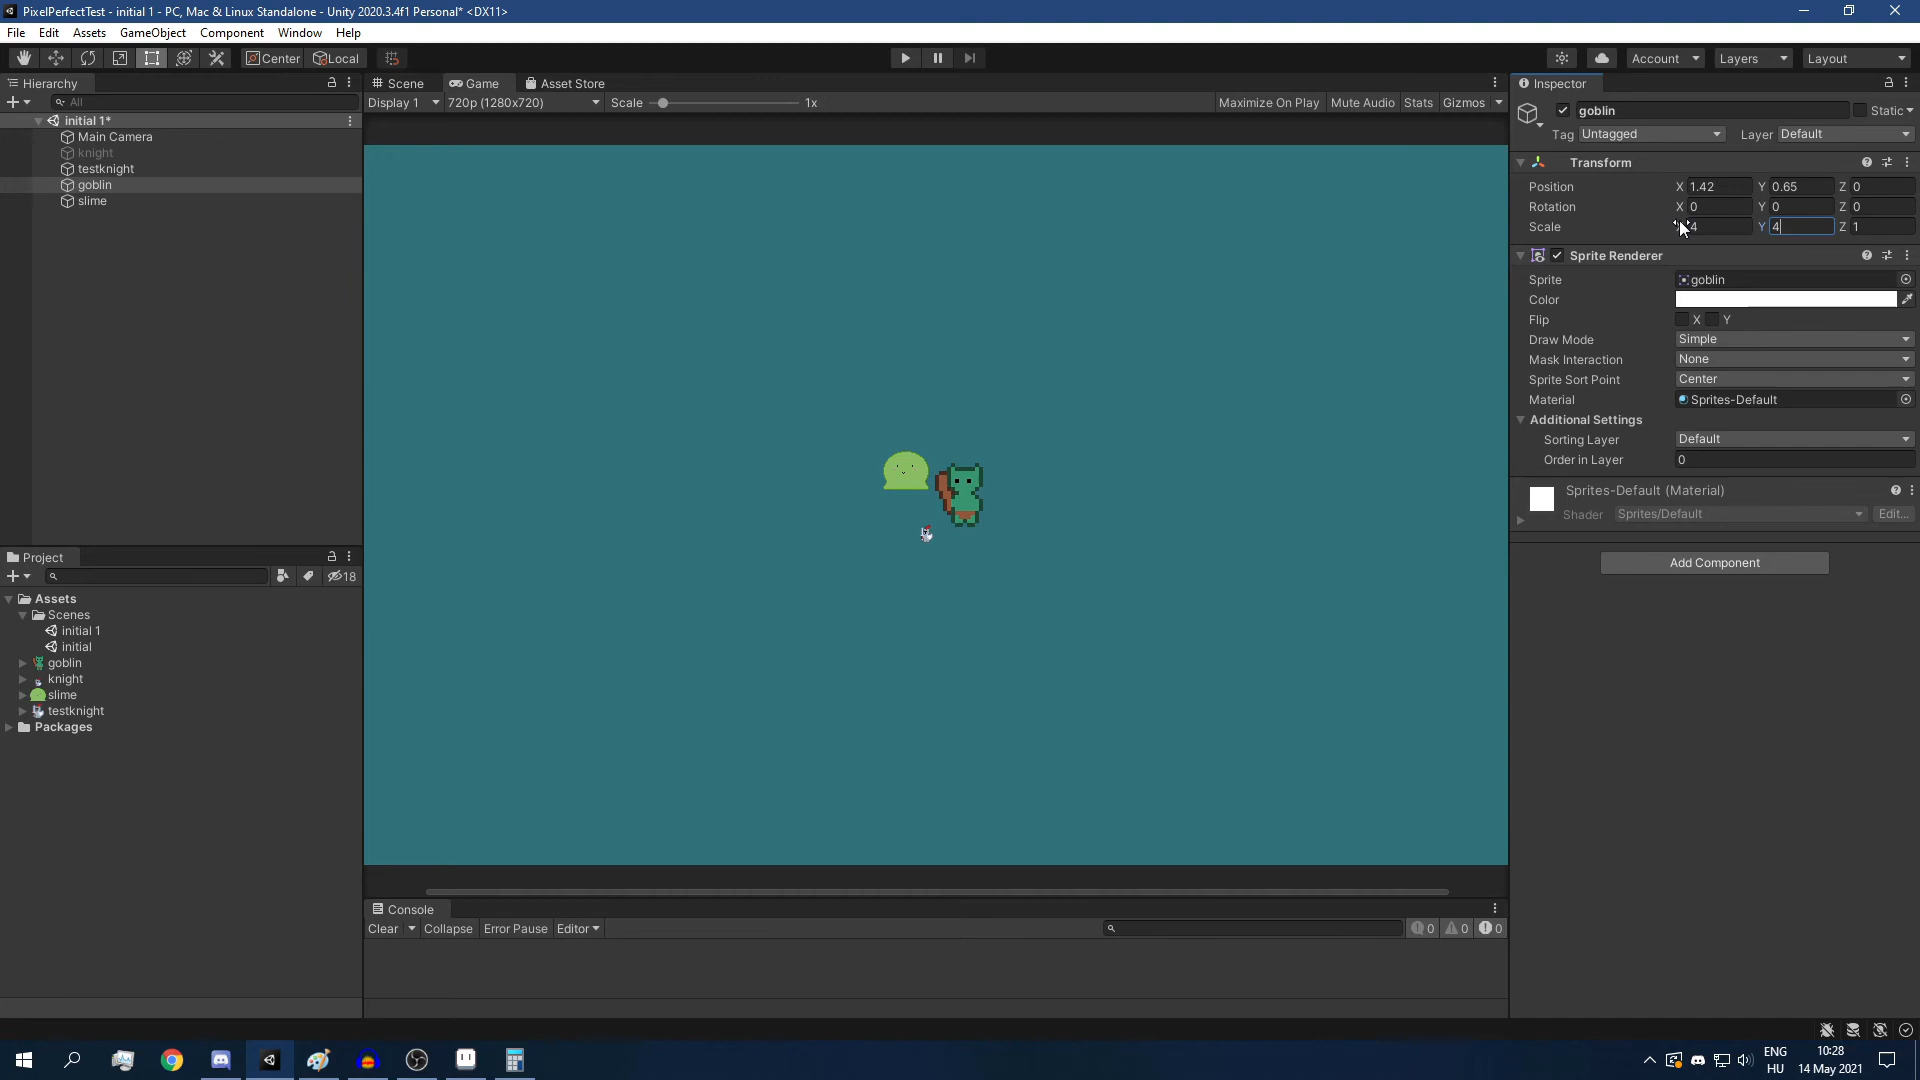 PixelPerfectTest - initial 1 - PC, Mac & Linux Standalone - Unity 2020.3.4f1 Personal* <DX11>
File Edit Assets GameObject Component Window Help
Center Local Account Layers Layout
Hierarchy
All
initial 1*
Main Camera
knight
testknight
goblin
slime
Scene Game Asset Store
Display 1 720p (1280x720) Scale 1x Maximize On Play Mute Audio Stats Gizmos
Inspector
goblin Static
Tag Untagged Layer Default
Transform
Position X 1.42 Y 0.65 Z 0
Rotation X 0 Y 0 Z 0
Scale 4 Y 4 Z 1
Sprite Renderer
Sprite goblin
Color
Flip X Y
Draw Mode Simple
Mask Interaction None
Sprite Sort Point Center
Material Sprites-Default
Additional Settings
Sorting Layer Default
Order in Layer 0
Sprites-Default (Material)
Shader Sprites/Default Edit...
Add Component
Project
18
Assets
Scenes
initial 1
initial
goblin
knight
slime
testknight
Packages
Console
Clear Collapse Error Pause Editor 0 0 0
ENG
HU
10:28
14 May 2021